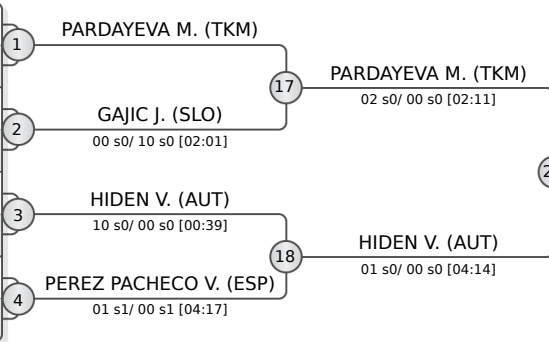 PARDAYEVA M. (TKM)
1
17
PARDAYEVA M. (TKM)
02 s0/ 00 s0 [02:11]
GAJIC J. (SLO)
2
00 s0/ 10 s0 [02:01]
HIDEN V. (AUT)
3
10 s0/ 00 s0 [00:39]
18
HIDEN V. (AUT)
01 s0/ 00 s0 [04:14]
PEREZ PACHECO V. (ESP)
4
01 s1/ 00 s1 [04:17]